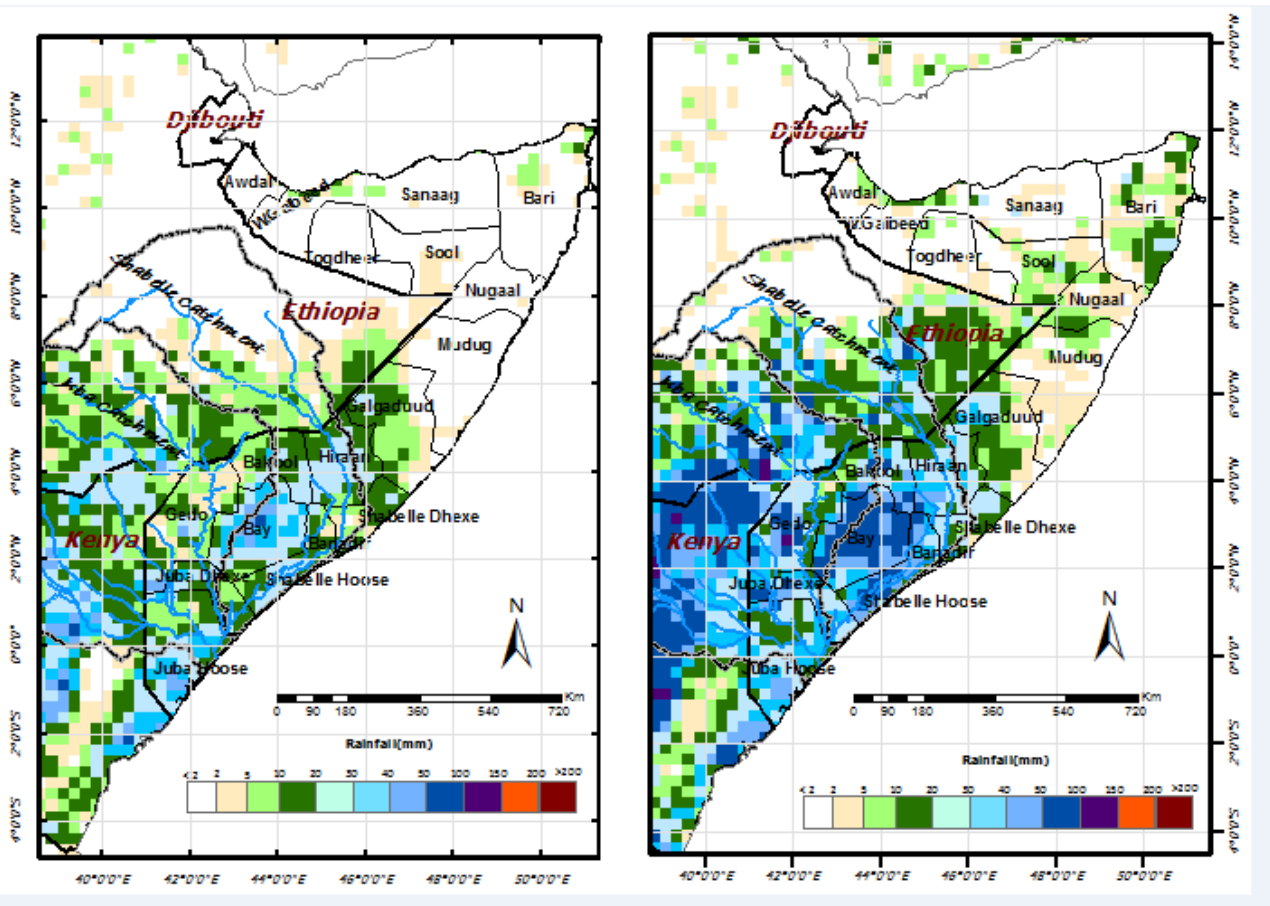 Djibouti
Awdal
W.Galbeed
Sanaag
Bari
Togdheer
Sool
Nugaal
Shabelle Catchment
Ethiopia
Mudug
Juba Catchment
Galgaduud
Bakool
Hiraan
Gedo
Bay
Shabelle Dhexe
Kenya
Banadir
Juba Dhexe
Shabelle Hoose
N
Juba Hoose
Km
0 90 180 360 540 720
Rainfall(mm)
<2 2 5 10 20 30 40 50 100 150 200 >200
12°0'0"N
10°0'0"N
8°0'0"N
6°0'0"N
4°0'0"N
2°0'0"N
0°0'0"
2°0'0"S
4°0'0"S
40°0'0"E 42°0'0"E 44°0'0"E 46°0'0"E 48°0'0"E 50°0'0"E
Djibouti
Awdal
W.Galbeed
Sanaag
Bari
Togdheer
Sool
Nugaal
Shabelle Catchment
Ethiopia
Mudug
Juba Catchment
Galgaduud
Bakool
Hiraan
Gedo
Bay
Shabelle Dhexe
Kenya
Banadir
Juba Dhexe
Shabelle Hoose
N
Juba Hoose
Km
0 90 180 360 540 720
Rainfall(mm)
<2 2 5 10 20 30 40 50 100 150 200 >200
14°0'0"N
12°0'0"N
10°0'0"N
8°0'0"N
6°0'0"N
4°0'0"N
2°0'0"N
0°0'0"
2°0'0"S
4°0'0"S
40°0'0"E 42°0'0"E 44°0'0"E 46°0'0"E 48°0'0"E 50°0'0"E